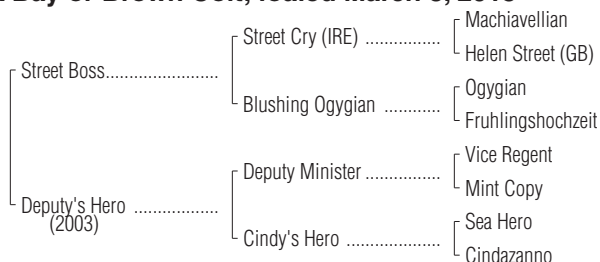 Machiavellian
Street Cry (IRE) ................
Helen Street (GB)
Street Boss........................
Ogygian
Blushing Ogygian ............
Fruhlingshochzeit
Vice Regent
Deputy Minister ................
Mint Copy
Deputy's Hero ..................
(2003)
Sea Hero
Cindy's Hero ....................
Cindazanno